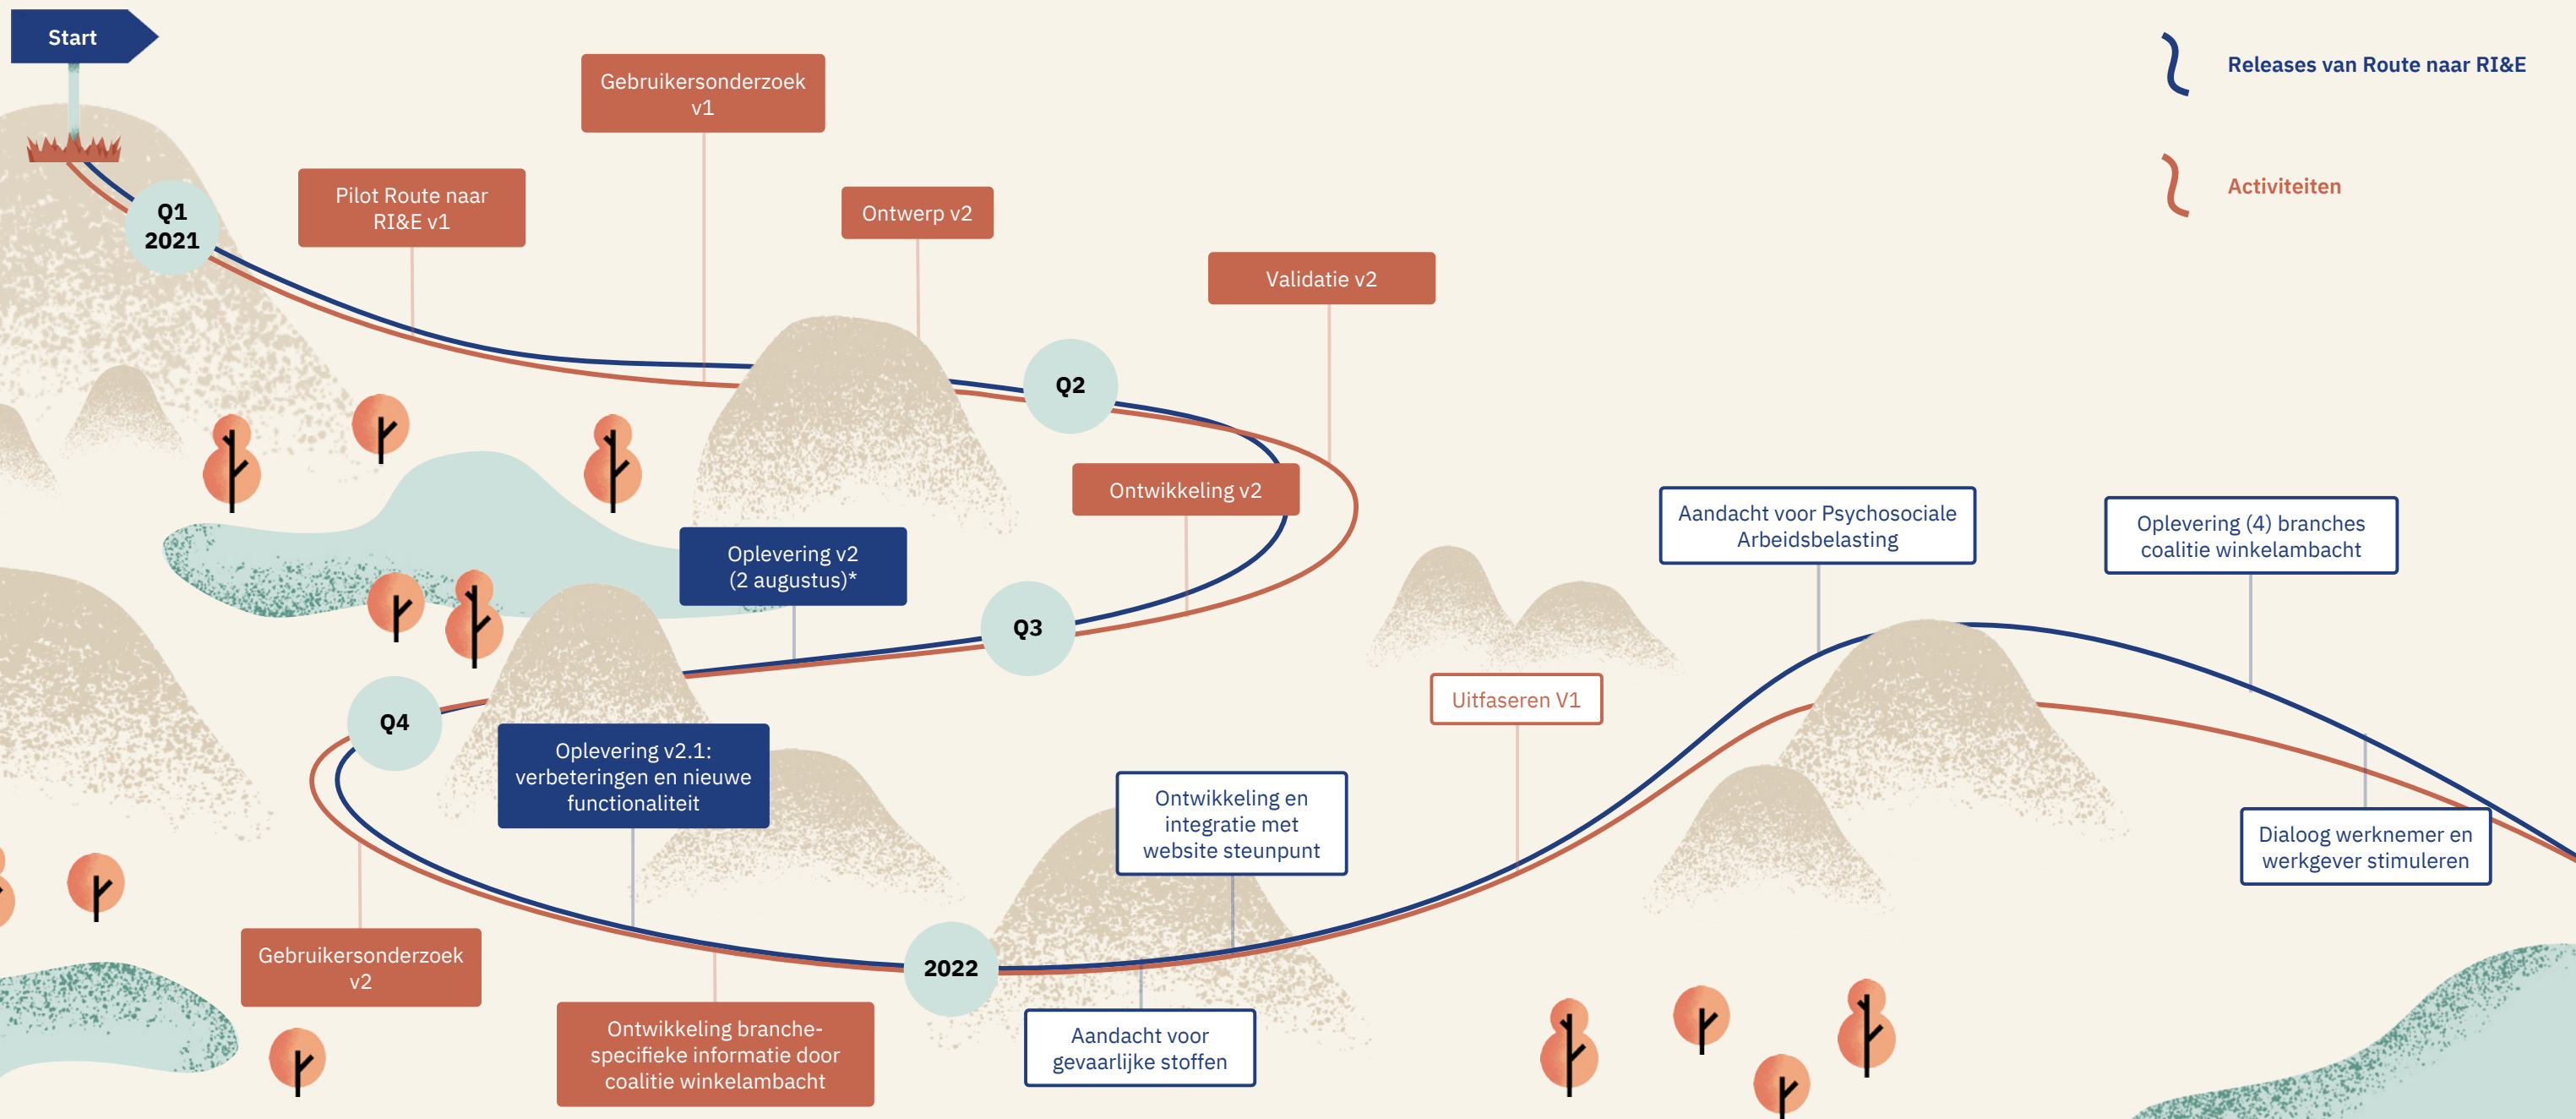 Start
Releases van Route naar RI&E
Activiteiten
Q1
2021
Pilot Route naar
RI&E v1
Gebruikersonderzoek
v1
Ontwerp v2
Q2
Validatie v2
Ontwikkeling v2
Q3
Oplevering v2
(2 augustus)*
Q4
Gebruikersonderzoek
v2
Oplevering v2.1:
verbeteringen en nieuwe
functionaliteit
Ontwikkeling branche-
specifieke informatie door
coalitie winkelambacht
2022
Aandacht voor
gevaarlijke stoffen
Ontwikkeling en
integratie met
website steunpunt
Uitfaseren V1
Aandacht voor Psychosociale
Arbeidsbelasting
Oplevering (4) branches
coalitie winkelambacht
Dialoog werknemer en
werkgever stimuleren